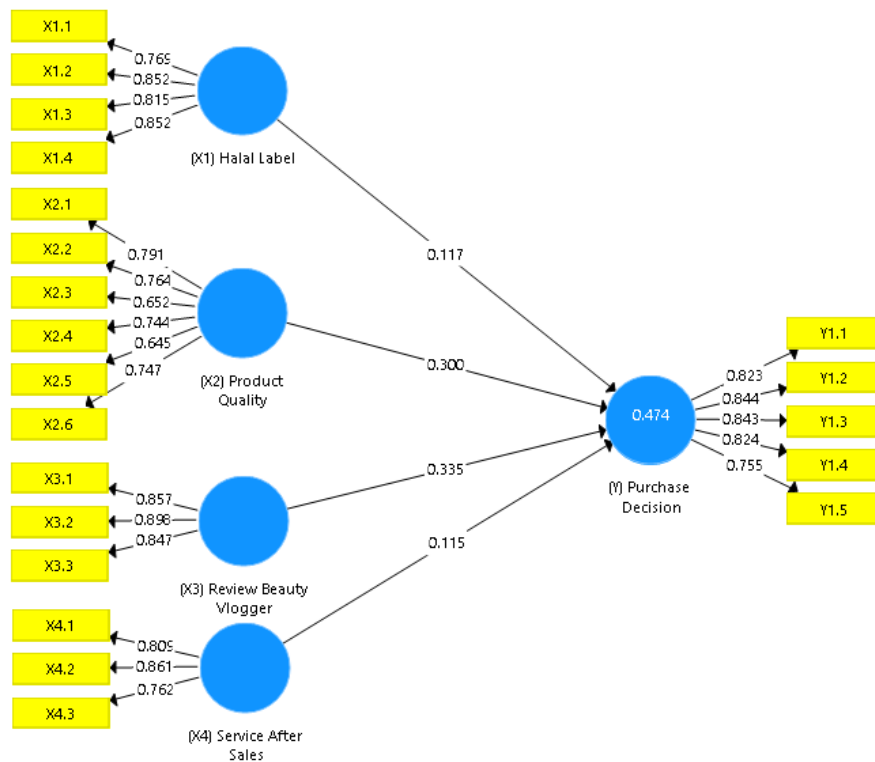 X1.1
X1.2
X1.3
X1.4
0.769
0.852
0.815
0.852
(X1) Halal Label
X2.1
X2.2
X2.3
X2.4
X2.5
X2.6
0.791
0.764
0.652
0.744
0.645
0.747
(X2) Product
Quality
X3.1
X3.2
X3.3
0.857
0.898
0.847
(X3) Review Beauty
Vlogger
X4.1
X4.2
X4.3
0.809
0.861
0.762
(X4) Service After
Sales
0.117
0.300
0.335
0.115
0.474
(Y) Purchase
Decision
0.823
0.844
0.843
0.824
0.755
Y1.1
Y1.2
Y1.3
Y1.4
Y1.5